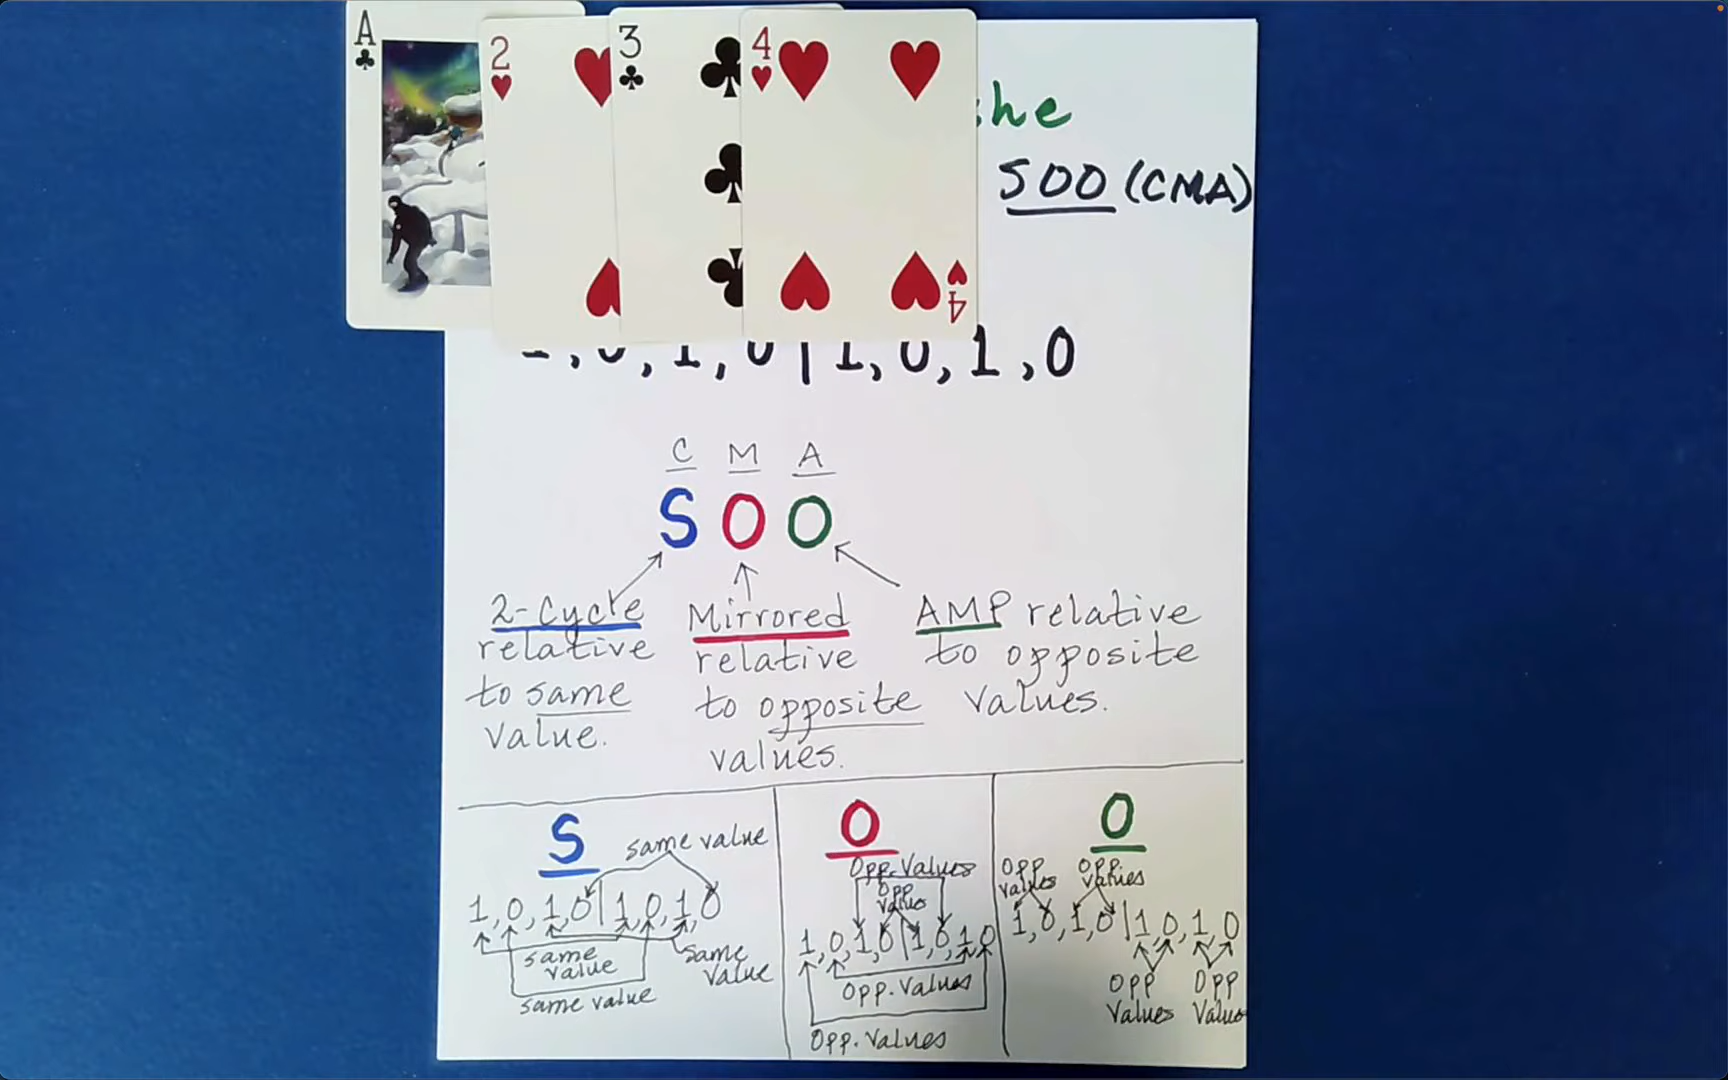 A
2
3
4
4
he
SOO (CMA)
1, 0, 1, 0 | 1, 0, 1, 0
C M A
S O O
2-Cycle
relative
to same
value.
Mirrored
relative
to opposite
values.
AMP relative
to opposite
values.
S
same value
1, 0, 1, 0 | 1, 0, 1, 0
same
value
same
value
same value
O
Opp. Values
Opp
Value
1, 0, 1, 0 | 1, 0, 1, 0
Opp. Values
Opp. Values
O
Opp
Values
Opp.
Values
1, 0, 1, 0 | 1, 0, 1, 0
Opp
Values
Opp
Value